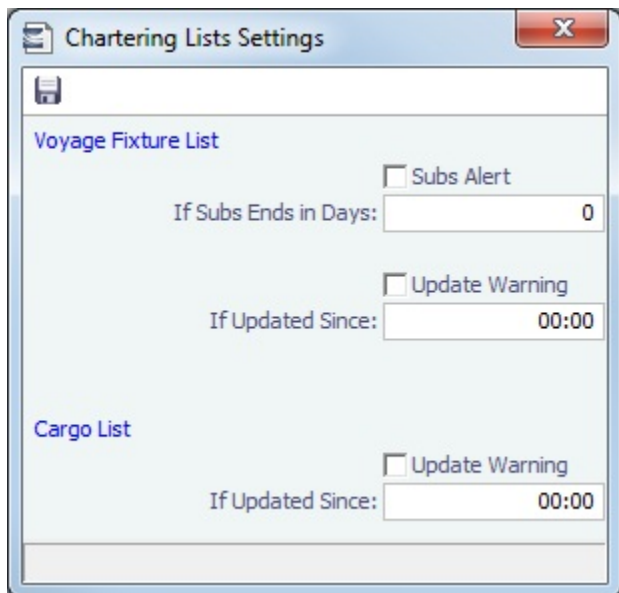 Chartering Lists Settings
Voyage Fixture List
Subs Alert
If Subs Ends in Days: 0
Update Warning
If Updated Since: 00:00
Cargo List
Update Warning
If Updated Since: 00:00